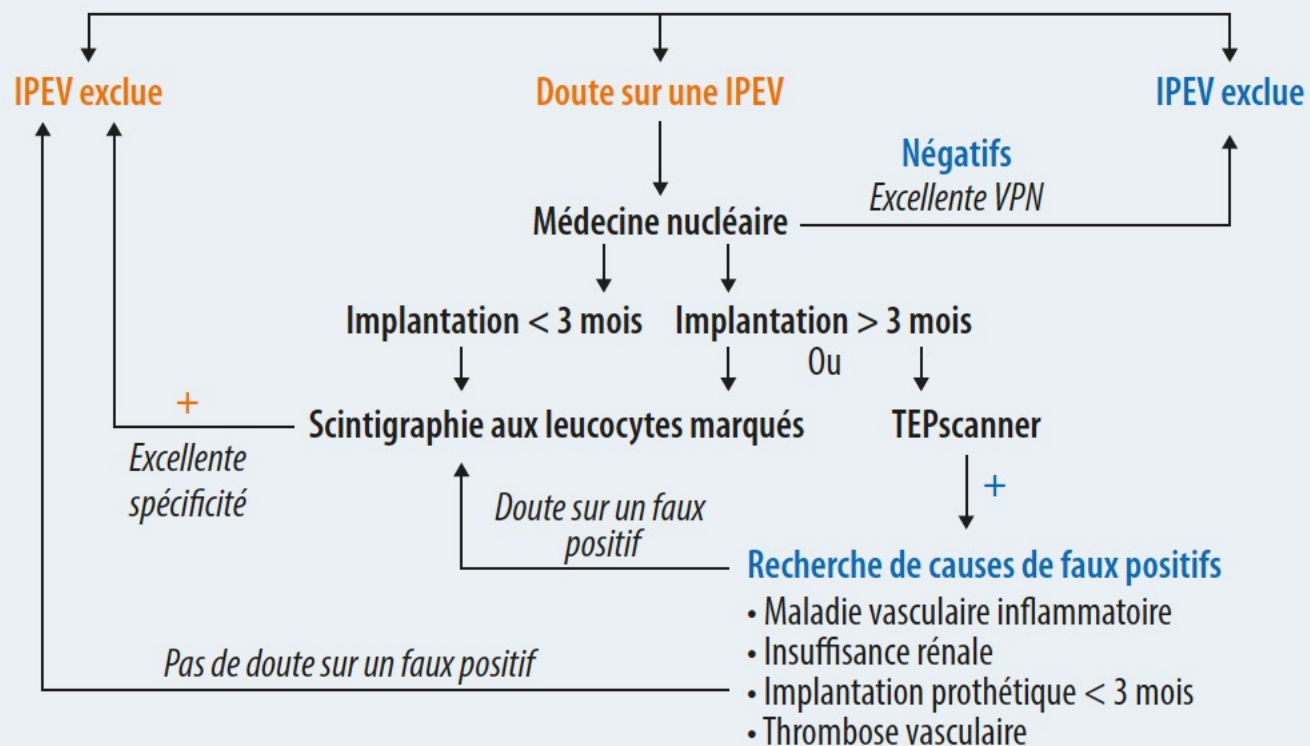 IPEV exclue
Doute sur une IPEV
IPEV exclue
Négatifs
Excellente VPN
Médecine nucléaire
Implantation < 3 mois
Implantation > 3 mois
Ou
+
Scintigraphie aux leucocytes marqués
TEPscanner
Excellente
spécificité
+
Doute sur un faux
positif
Recherche de causes de faux positifs
• Maladie vasculaire inflammatoire
• Insuffisance rénale
Pas de doute sur un faux positif
• Implantation prothétique < 3 mois
• Thrombose vasculaire